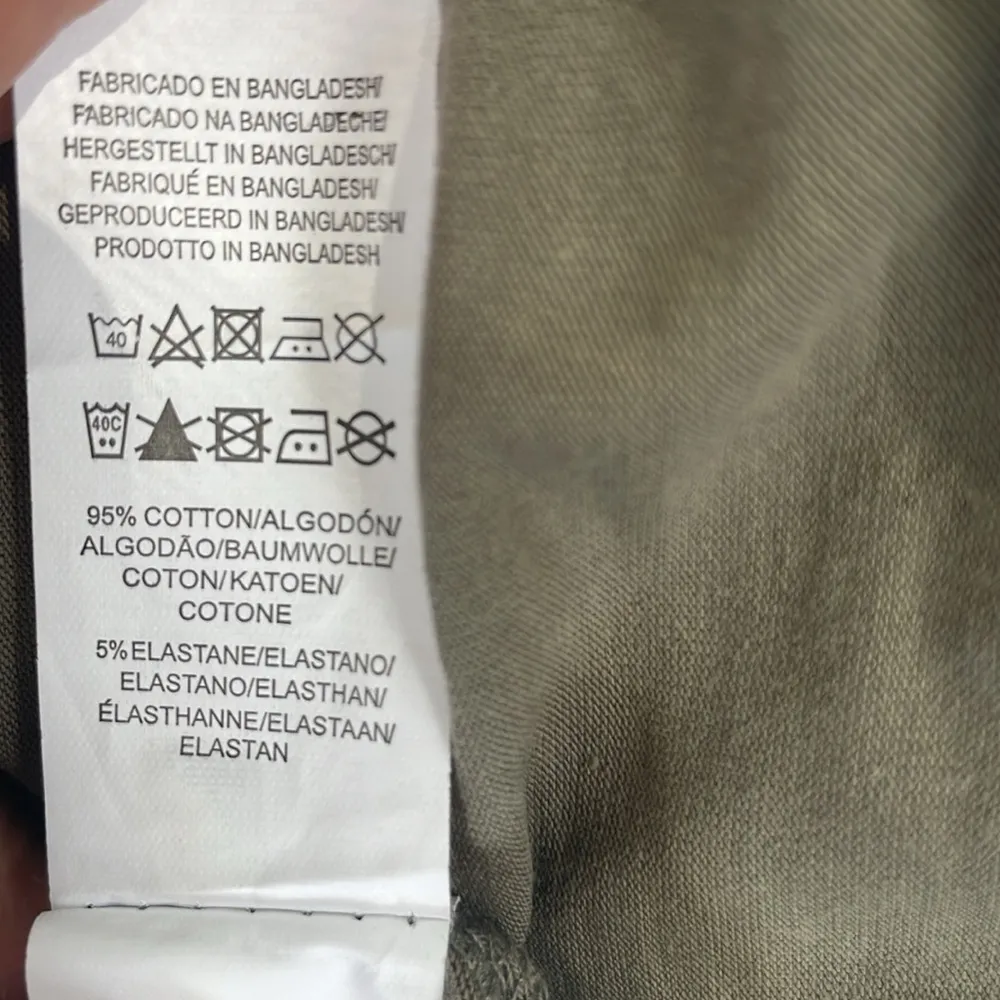 FABRICADO EN BANGLADESH/
FABRICADO NA BANGLADECHE/
HERGESTELLT IN BANGLADESCH/
FABRIQUÉ EN BANGLADESH/
GEPRODUCEERD IN BANGLADESH/
PRODOTTO IN BANGLADESH
40
40C
95% COTTON/ALGODÓN/
ALGODÃO/BAUMWOLLE/
COTON/KATOEN/
COTONE
5% ELASTANE/ELASTANO/
ELASTANO/ELASTHAN/
ÉLASTHANNE/ELASTAAN/
ELASTAN